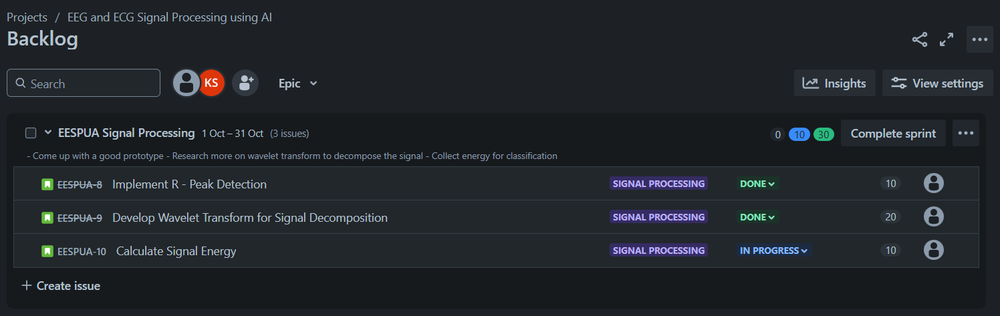 Projects / EEG and ECG Signal Processing using AI
Backlog
Search KS Epic Insights View settings
EESPUA Signal Processing 1 Oct – 31 Oct (3 issues) 0 10 30 Complete sprint
- Come up with a good prototype - Research more on wavelet transform to decompose the signal - Collect energy for classification
EESPUA-8 Implement R - Peak Detection SIGNAL PROCESSING DONE 10
EESPUA-9 Develop Wavelet Transform for Signal Decomposition SIGNAL PROCESSING DONE 20
EESPUA-10 Calculate Signal Energy SIGNAL PROCESSING IN PROGRESS 10
+ Create issue